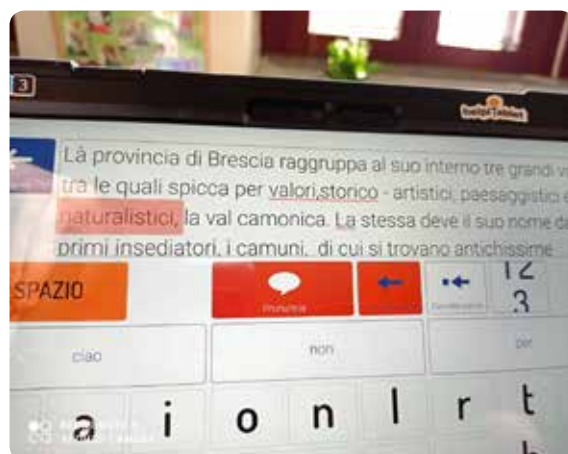 3
helpiTablet
Là provincia di Brescia raggruppa al suo interno tre grandi
tra le quali spicca per valori,storico - artistici, paesaggistici e
naturalistici, la val camonica. La stessa deve il suo nome
primi insediatori, i camuni, di cui si trovano antichissime
SPAZIO
Pronuncia
12
3
ciao
non
per
a i o n l r t